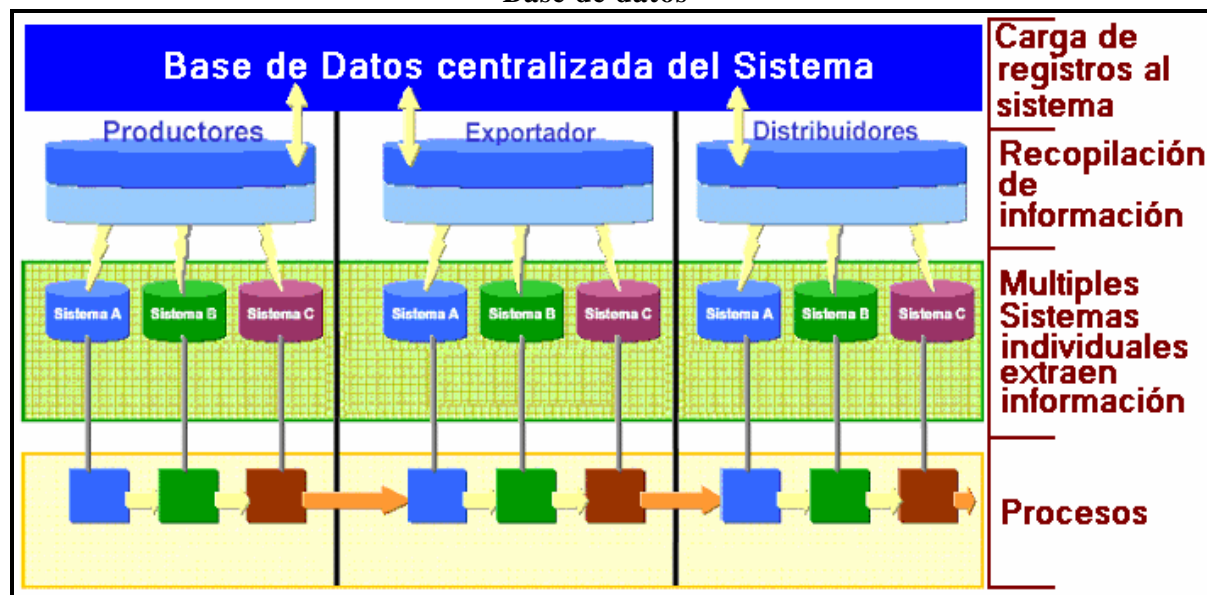 Base de datos
Base de Datos centralizada del Sistema
Carga de
registros al
sistema
Productores
Exportador
Distribuidores
Recopilación
de
información
Sistema A
Sistema B
Sistema C
Sistema A
Sistema B
Sistema C
Sistema A
Sistema B
Sistema C
Multiples
Sistemas
individuales
extraen
información
Procesos